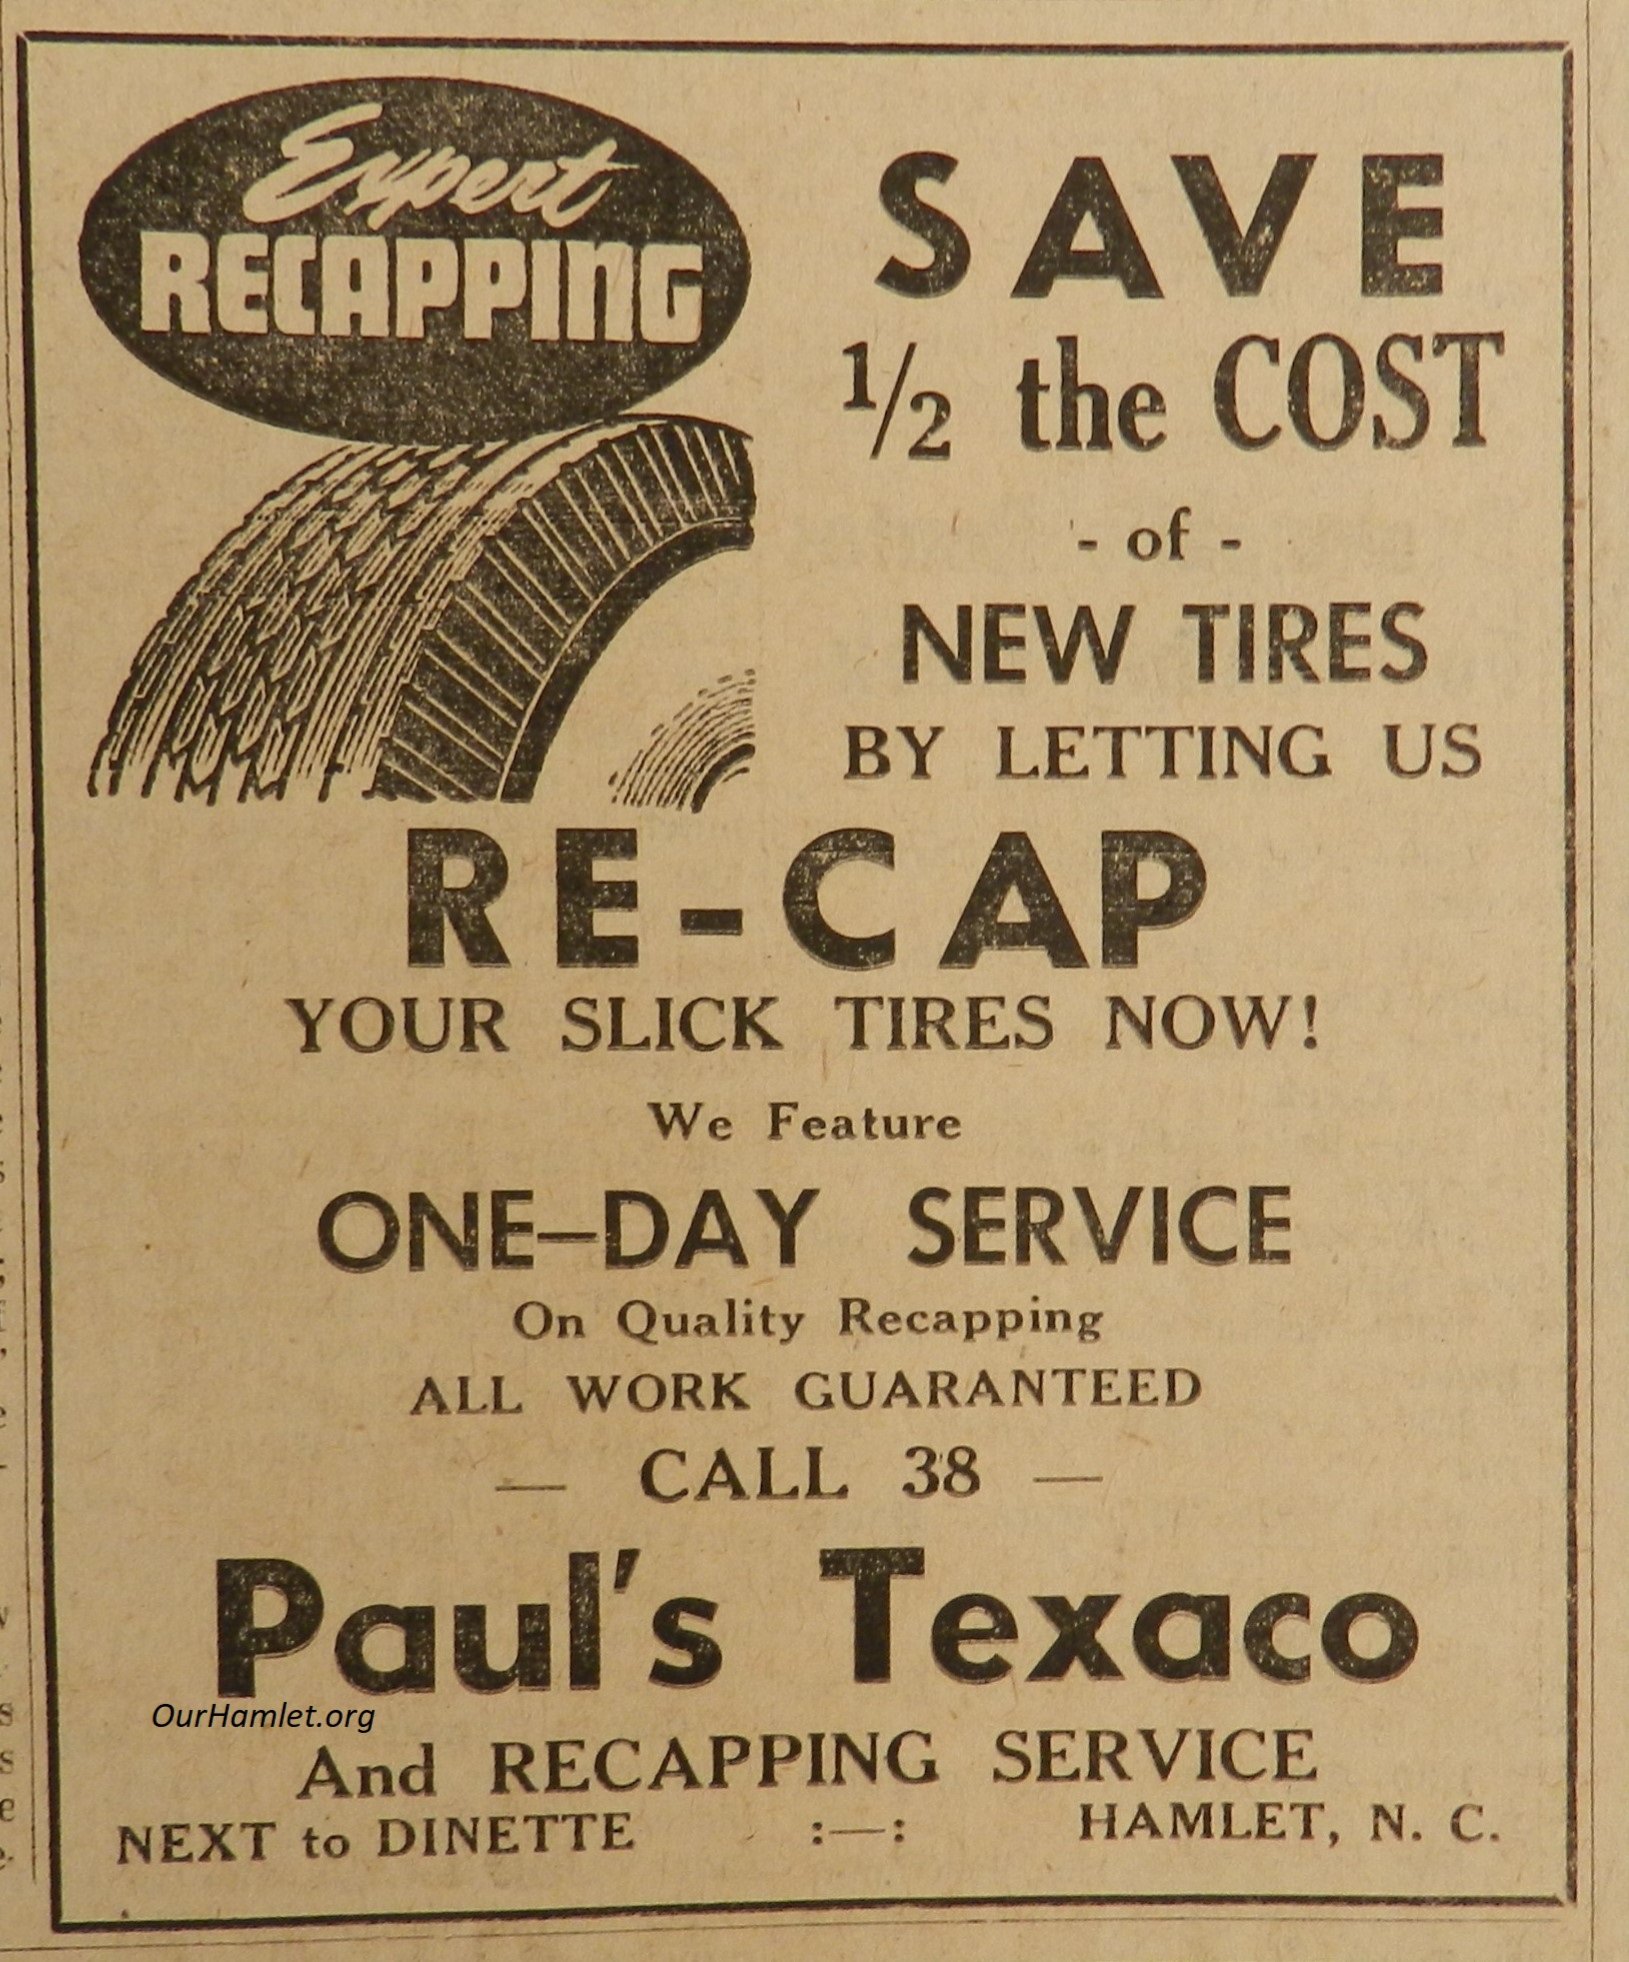 Expert
RECAPPING
SAVE
1/2 the COST
- of -
NEW TIRES
BY LETTING US
RE-CAP
YOUR SLICK TIRES NOW!
We Feature
ONE—DAY SERVICE
On Quality Recapping
ALL WORK GUARANTEED
— CALL 38 —
Paul's Texaco
OurHamlet.org
And RECAPPING SERVICE
NEXT to DINETTE :—: HAMLET, N. C.